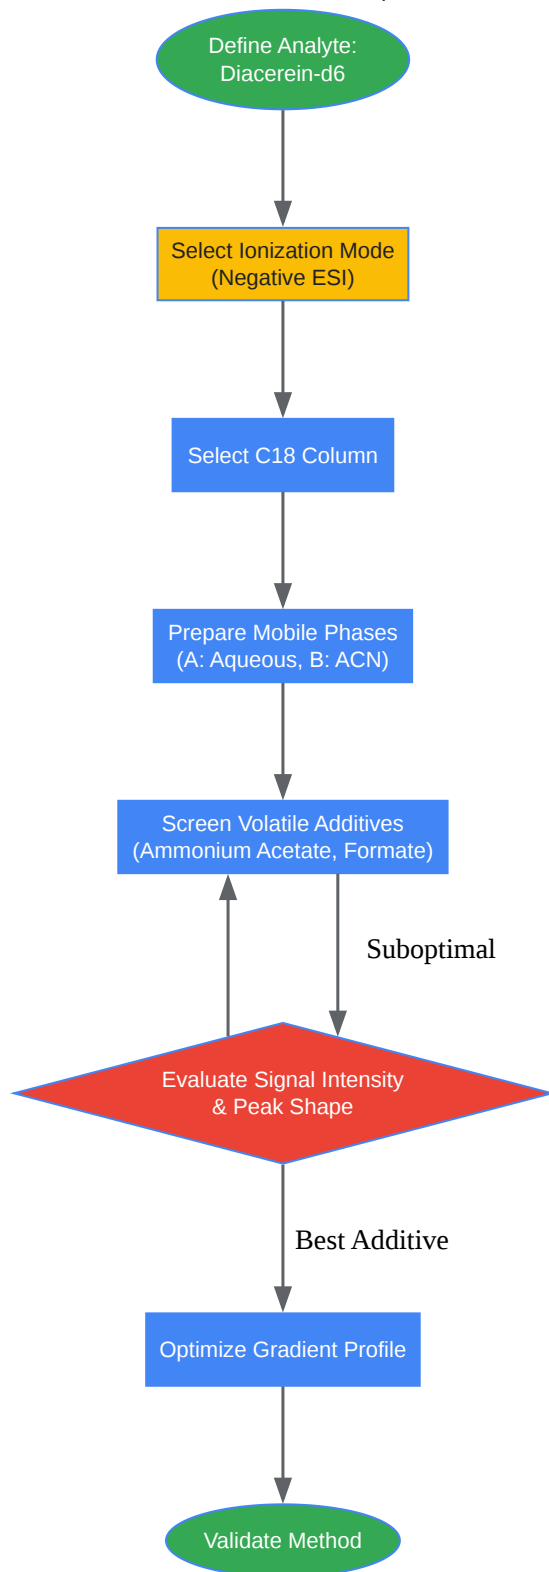 Define Analyte:
Diacerein-d6
Select Ionization Mode
(Negative ESI)
Select C18 Column
Prepare Mobile Phases
(A: Aqueous, B: ACN)
Screen Volatile Additives
(Ammonium Acetate, Formate)
Suboptimal
Evaluate Signal Intensity
& Peak Shape
Best Additive
Optimize Gradient Profile
Validate Method